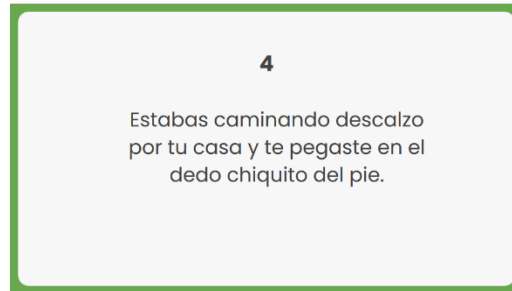 4
Estabas caminando descalzo
por tu casa y te pegaste en el
dedo chiquito del pie.